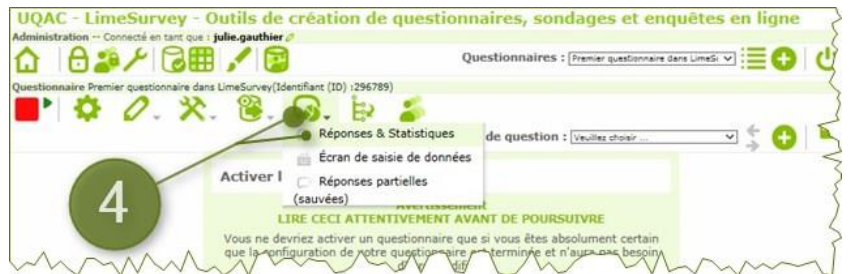 UQAC - LimeSurvey - Outils de création de questionnaires, sondages et enquêtes en ligne
Administration -- Connecté en tant que : julie.gauthier
Questionnaires : Premier questionnaire dans LimeSu
Questionnaire Premier questionnaire dans LimeSurvey(Identifiant (ID) :296789)
Réponses & Statistiques
de question : Veuillez choisir ...
Écran de saisie de données
Réponses partielles
(sauvées)
4
Activer l
Avertissement
LIRE CECI ATTENTIVEMENT AVANT DE POURSUIVRE
Vous ne devriez activer un questionnaire que si vous êtes absolument certain
que la configuration de votre questionnaire est terminée et n'aura pas besoin